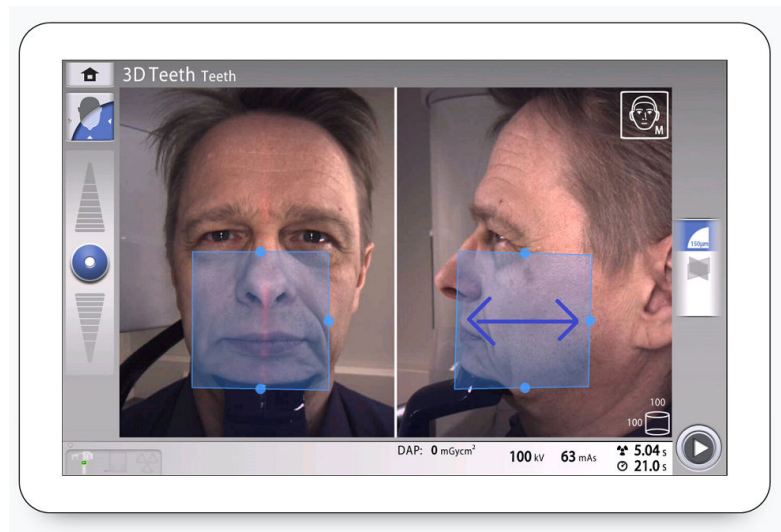 3D Teeth Teeth
M
150µm
100
100
DAP: 0 mGycm²
100 kV
63 mAs
5.04 s
21.0 s